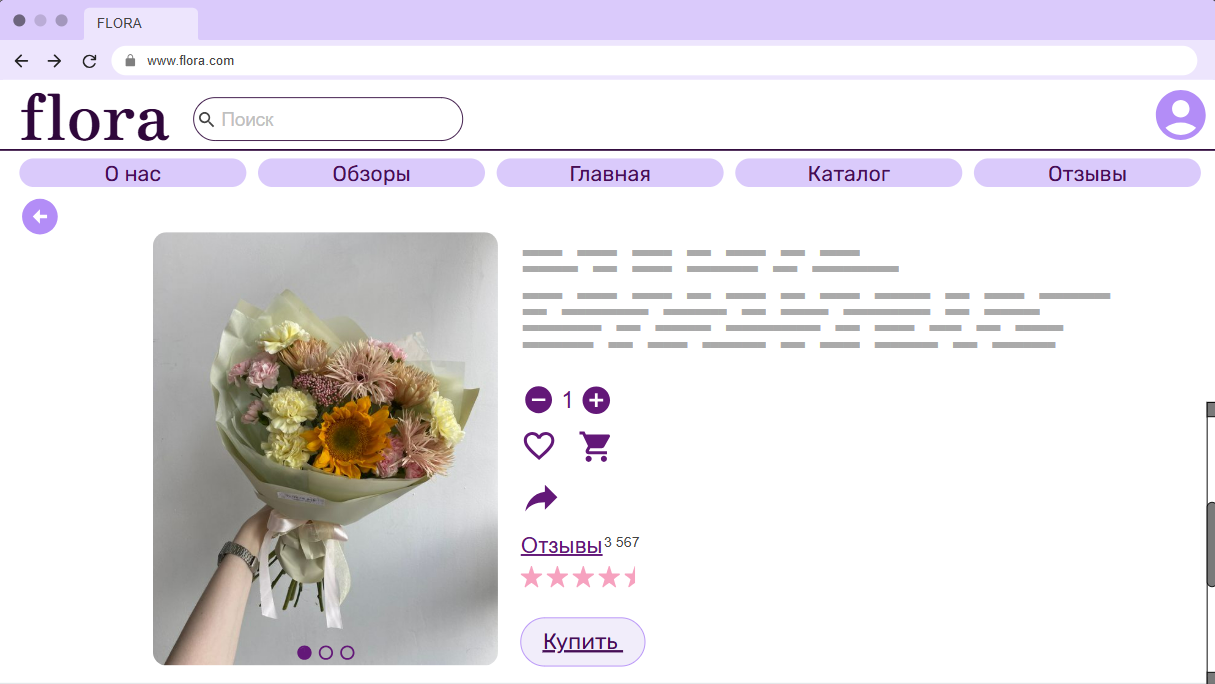 FLORA
www.flora.com
flora
Поиск
О нас
Обзоры
Главная
Каталог
Отзывы
1
Отзывы 3 567
Купить